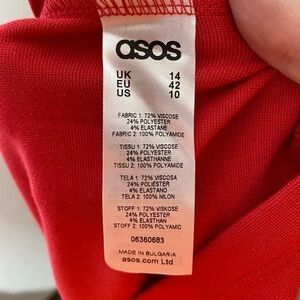 asos
UK 14
EU 42
US 10
FABRIC 1: 72% VISCOSE
24% POLYESTER
4% ELASTANE
FABRIC 2: 100% POLYAMIDE
TISSU 1: 72% VISCOSE
24% POLYESTER
4% ELASTHANNE
TISSU 2: 100% POLYAMIDE
TELA 1: 72% VISCOSA
24% POLIÉSTER
4% ELASTANO
TELA 2: 100% NILON
STOFF 1: 72% VISKOSE
24% POLYESTER
4% ELASTHAN
STOFF 2: 100% POLYAMID
06360683
MADE IN BULGARIA
asos.com Ltd